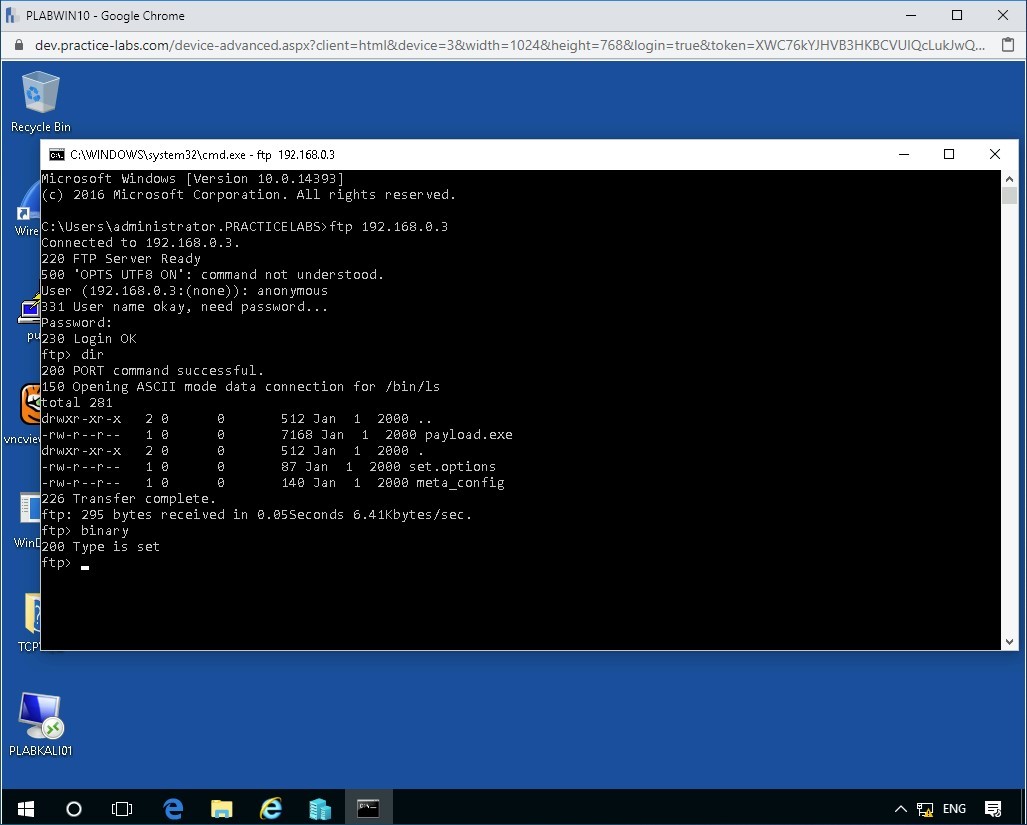 PLABWIN10 - Google Chrome
dev.practice-labs.com/device-advanced.aspx?client=html&device=3&width=1024&height=768&login=true&token=XWC76kYJHVB3HKBCVUIQcLukJwQ...
Recycle Bin
C:\WINDOWS\system32\cmd.exe - ftp 192.168.0.3
Microsoft Windows [Version 10.0.14393]
(c) 2016 Microsoft Corporation. All rights reserved.
C:\Users\administrator.PRACTICELABS>ftp 192.168.0.3
Connected to 192.168.0.3.
220 FTP Server Ready
500 'OPTS UTF8 ON': command not understood.
User (192.168.0.3:(none)): anonymous
331 User name okay, need password...
Password:
230 Login OK
ftp> dir
200 PORT command successful.
150 Opening ASCII mode data connection for /bin/ls
total 281
drwxr-xr-x 2 0 0 512 Jan 1 2000 ..
-rw-r--r-- 1 0 0 7168 Jan 1 2000 payload.exe
drwxr-xr-x 2 0 0 512 Jan 1 2000 .
-rw-r--r-- 1 0 0 87 Jan 1 2000 set.options
-rw-r--r-- 1 0 0 140 Jan 1 2000 meta_config
226 Transfer complete.
ftp: 295 bytes received in 0.05Seconds 6.41Kbytes/sec.
ftp> binary
200 Type is set
ftp>
Wire
pu
vncview
WinD
TCPV
PLABKALI01
ENG